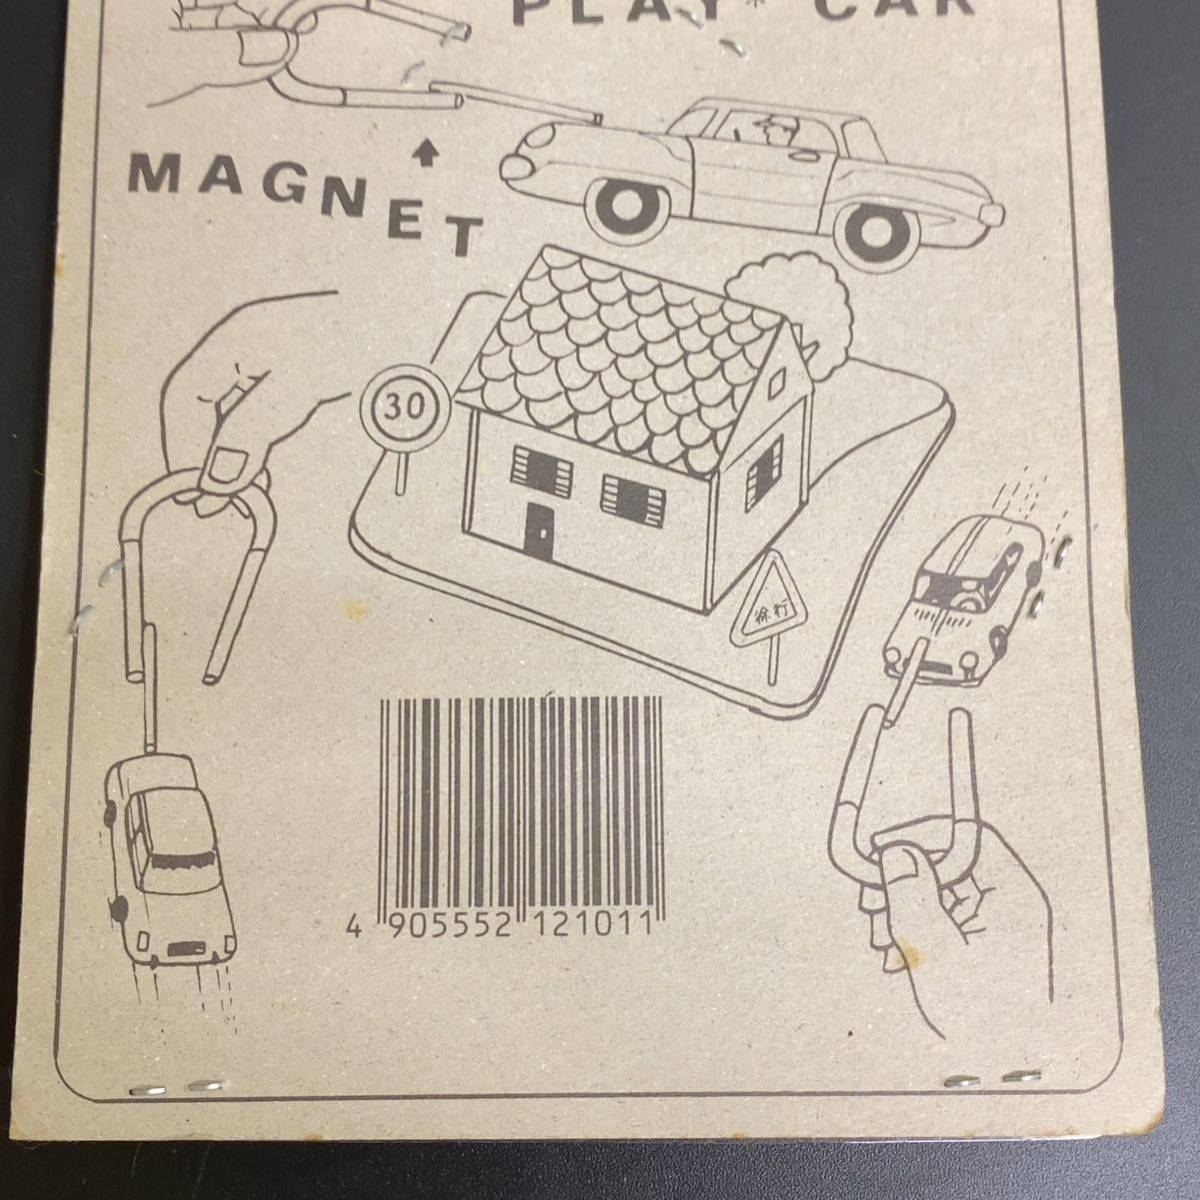 PLAY* CAR
MAGNET
30
徐行
4 905552 121011